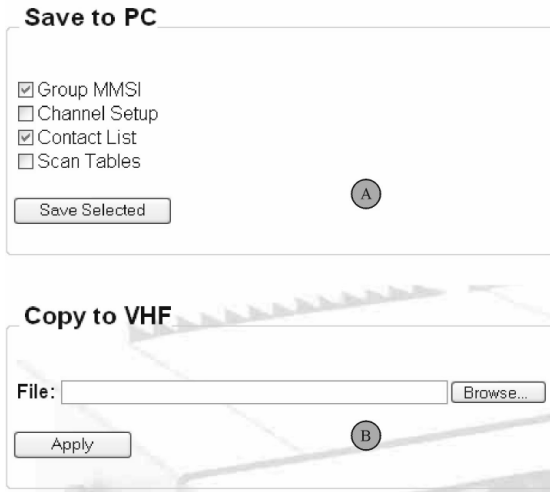 Save to PC
Group MMSI
Channel Setup
Contact List
Scan Tables
A
Save Selected
Copy to VHF
File:
Browse...
B
Apply